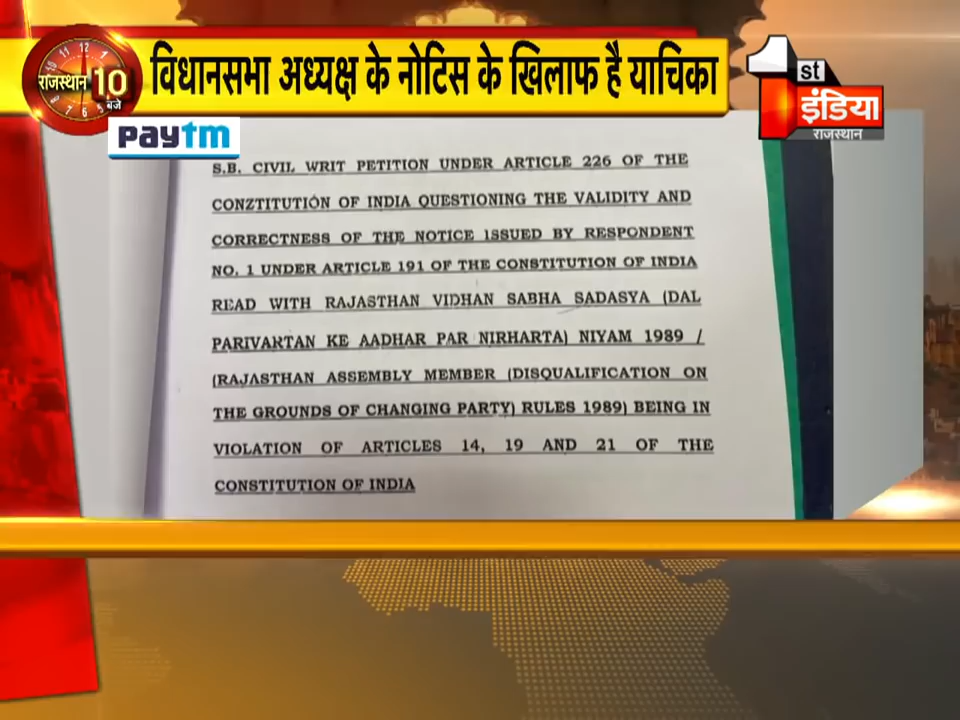 राजस्थान 10 बजे
विधानसभा अध्यक्ष के नोटिस के खिलाफ है याचिका
1st इंडिया
राजस्थान
paytm
S.B. CIVIL WRIT PETITION UNDER ARTICLE 226 OF THE
CONZTITUTION OF INDIA QUESTIONING THE VALIDITY AND
CORRECTNESS OF THE NOTICE ISSUED BY RESPONDENT
NO. 1 UNDER ARTICLE 191 OF THE CONSTITUTION OF INDIA
READ WITH RAJASTHAN VIDHAN SABHA SADASYA (DAL
PARIVARTAN KE AADHAR PAR NIRHARTA) NIYAM 1989 /
(RAJASTHAN ASSEMBLY MEMBER (DISQUALIFICATION ON
THE GROUNDS OF CHANGING PARTY) RULES 1989) BEING IN
VIOLATION OF ARTICLES 14, 19 AND 21 OF THE
CONSTITUTION OF INDIA